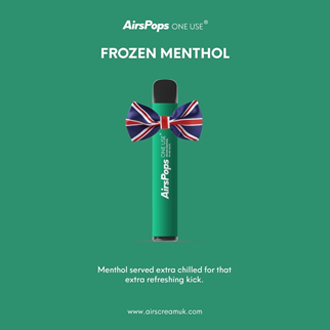 AirsPops ONE USE®
FROZEN MENTHOL
AirsPops ONE USE®
Menthol served extra chilled for that
extra refreshing kick.
www.airscreamuk.com